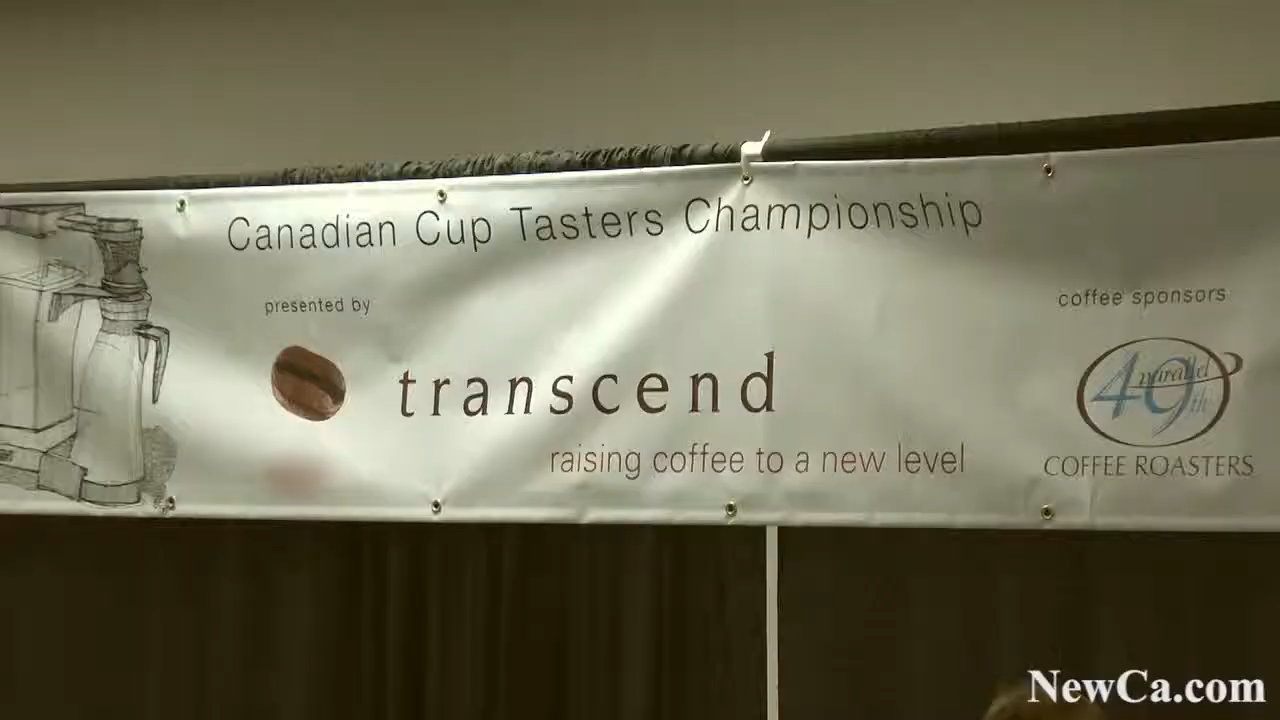 Canadian Cup Tasters Championship
presented by
transcend
raising coffee to a new level
coffee sponsors
49th parallel
COFFEE ROASTERS
NewCa.com